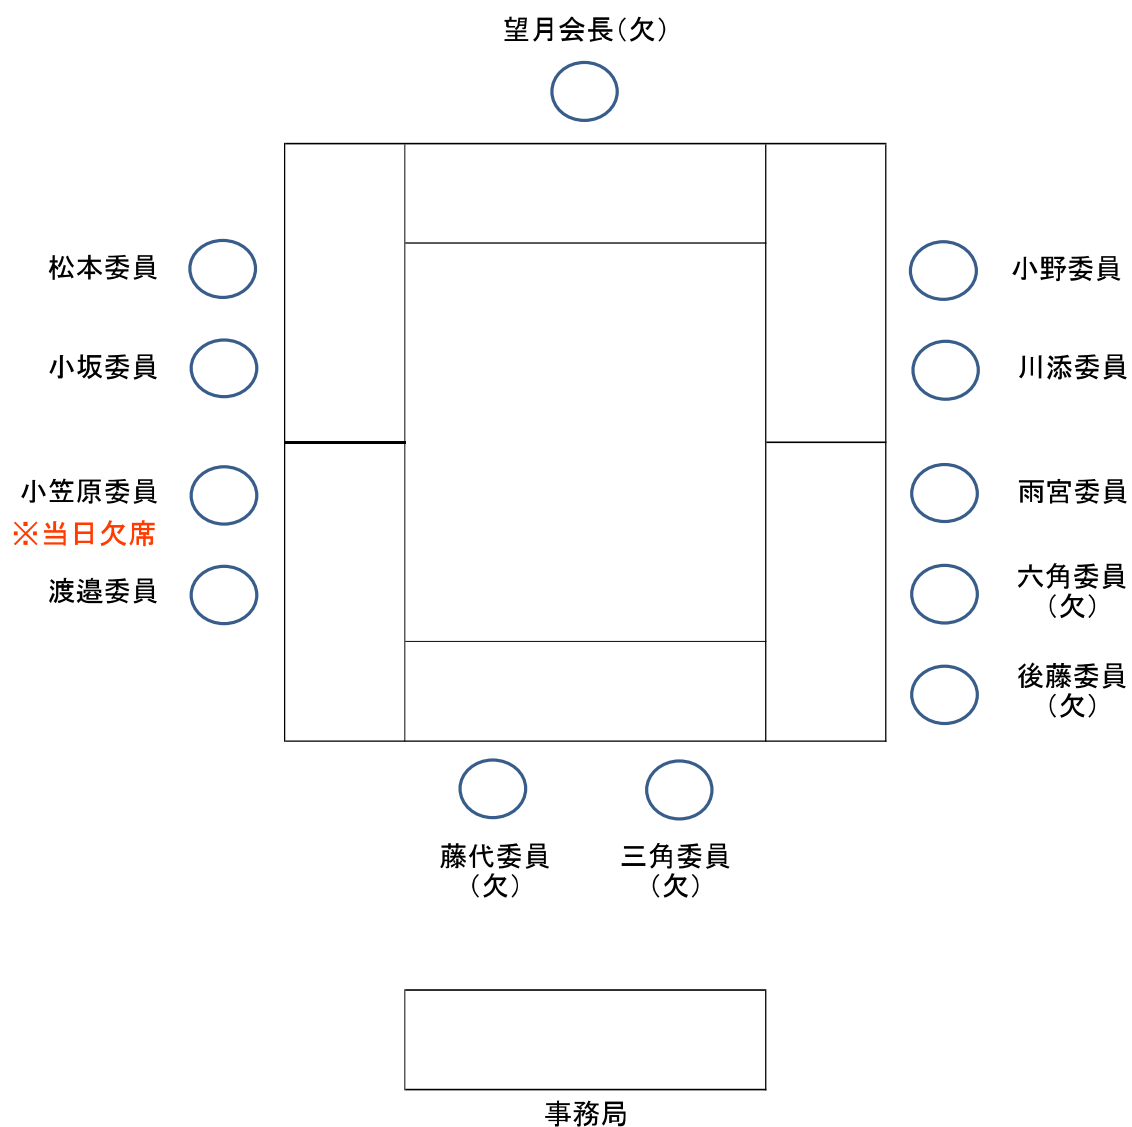 望月会長（欠）
松本委員
小野委員
小坂委員
川添委員
小笠原委員
※当日欠席
雨宮委員
渡邉委員
六角委員
（欠）
後藤委員
（欠）
藤代委員
（欠）
三角委員
（欠）
事務局